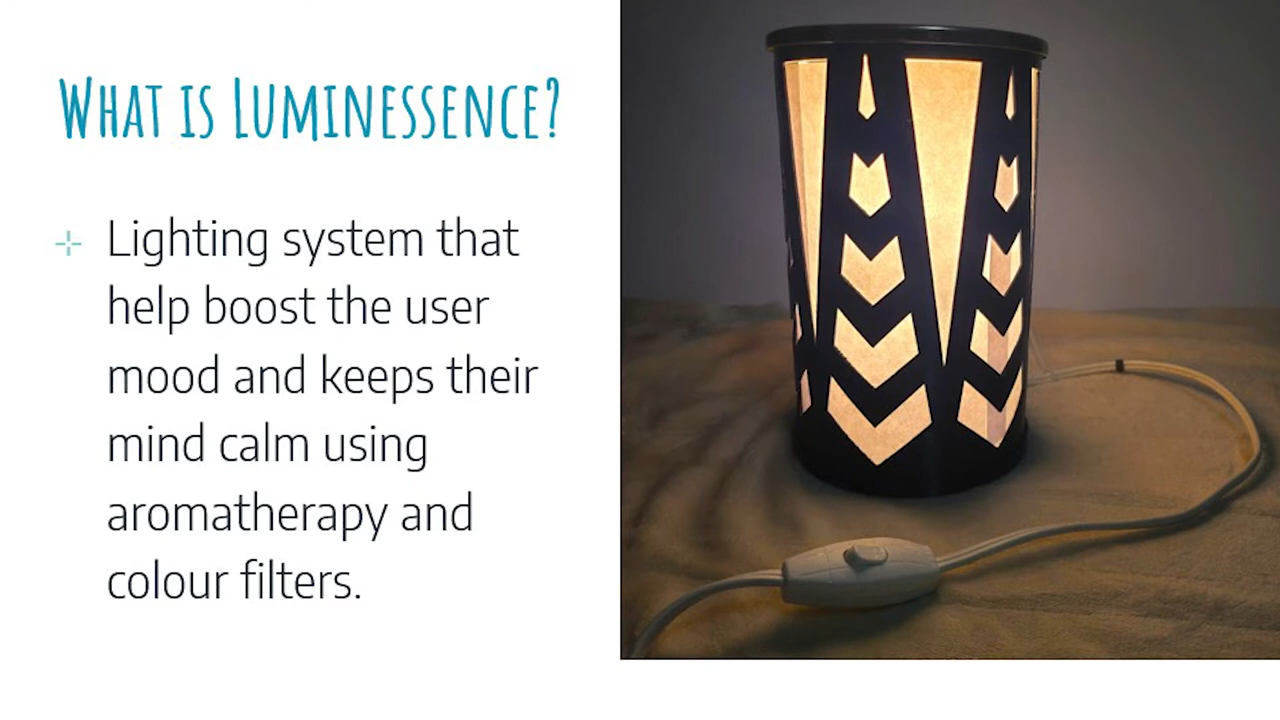 What is Luminessence?
Lighting system that
help boost the user
mood and keeps their
mind calm using
aromatherapy and
colour filters.